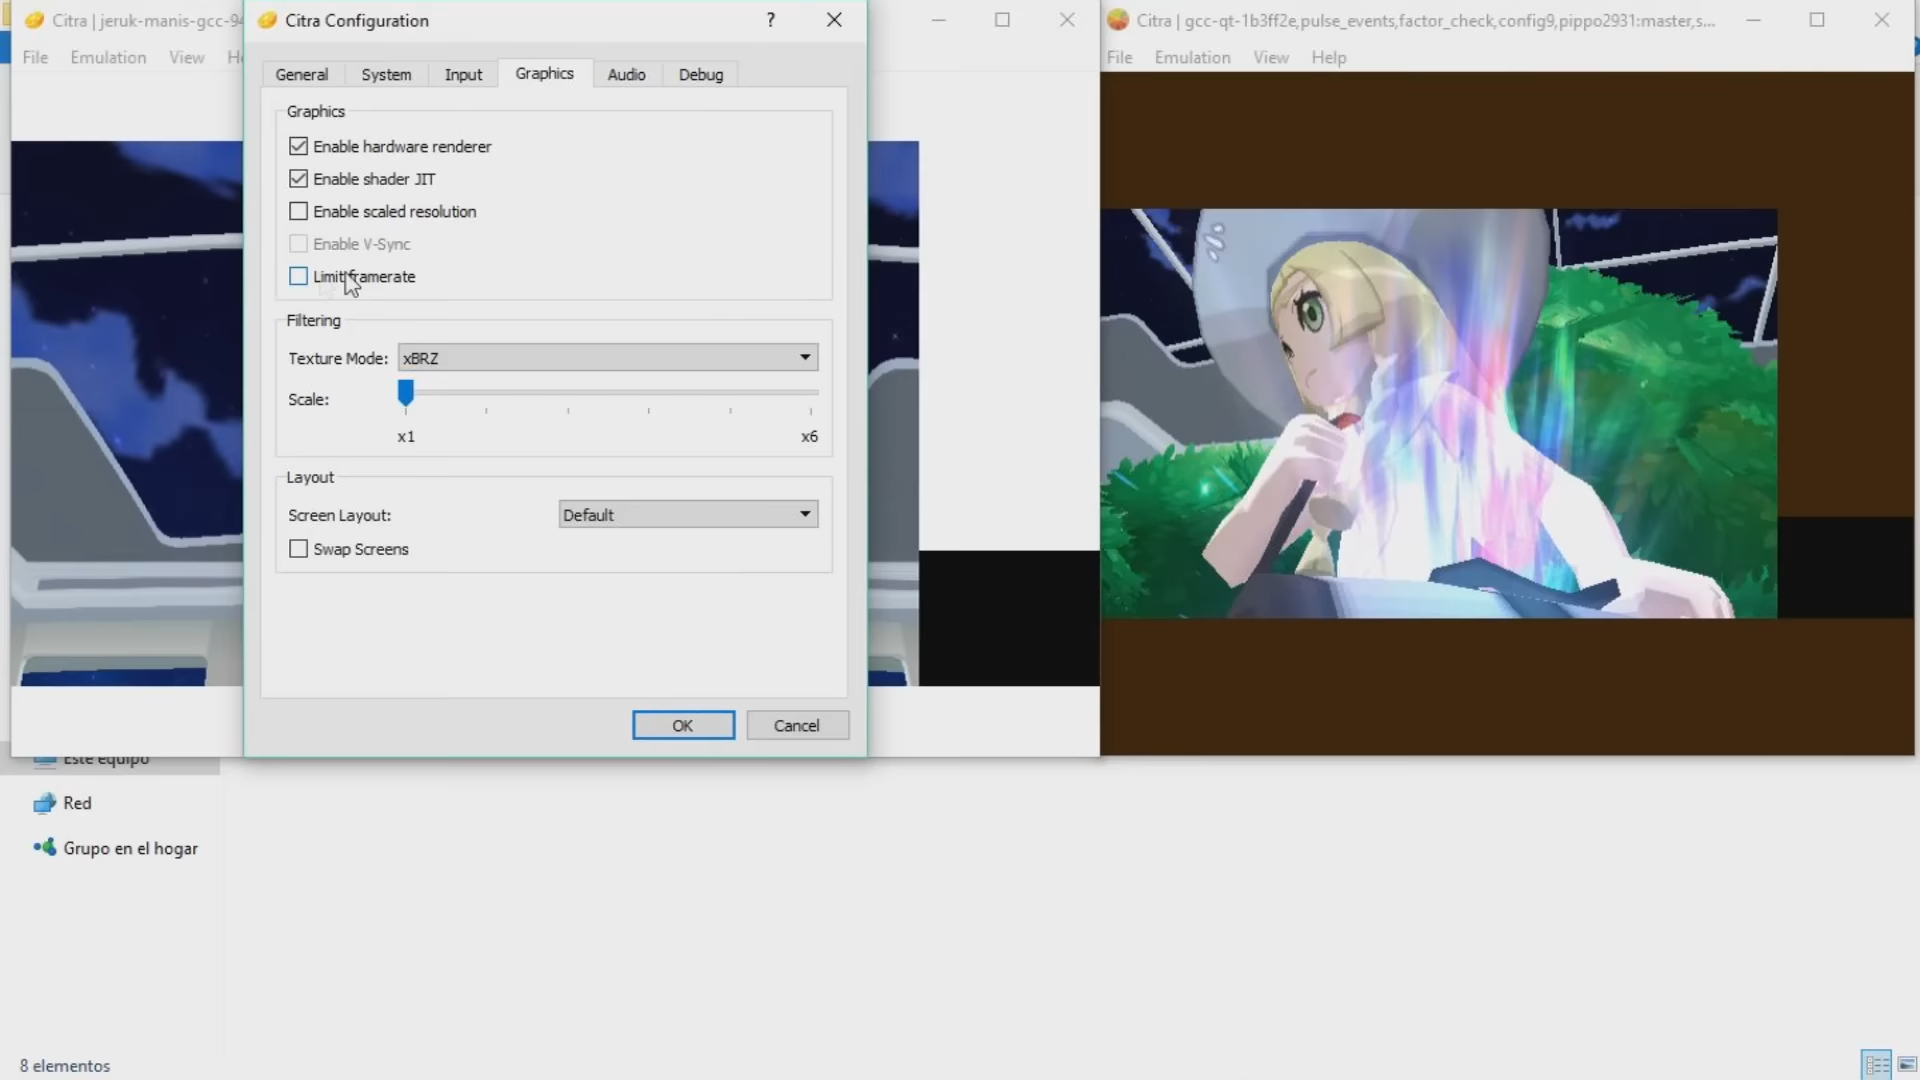 Citra | jeruk-manis-gcc-94
Citra Configuration
?
Citra | gcc-qt-1b3ff2e,pulse_events,factor_check,config9,pippo2931:master,s...
File Emulation View
File Emulation View Help
General System Input Graphics Audio Debug
Graphics
Enable hardware renderer
Enable shader JIT
Enable scaled resolution
Enable V-Sync
Limit framerate
Filtering
Texture Mode: xBRZ
Scale:
x1 x6
Layout
Screen Layout: Default
Swap Screens
OK Cancel
Este equipo
Red
Grupo en el hogar
8 elementos